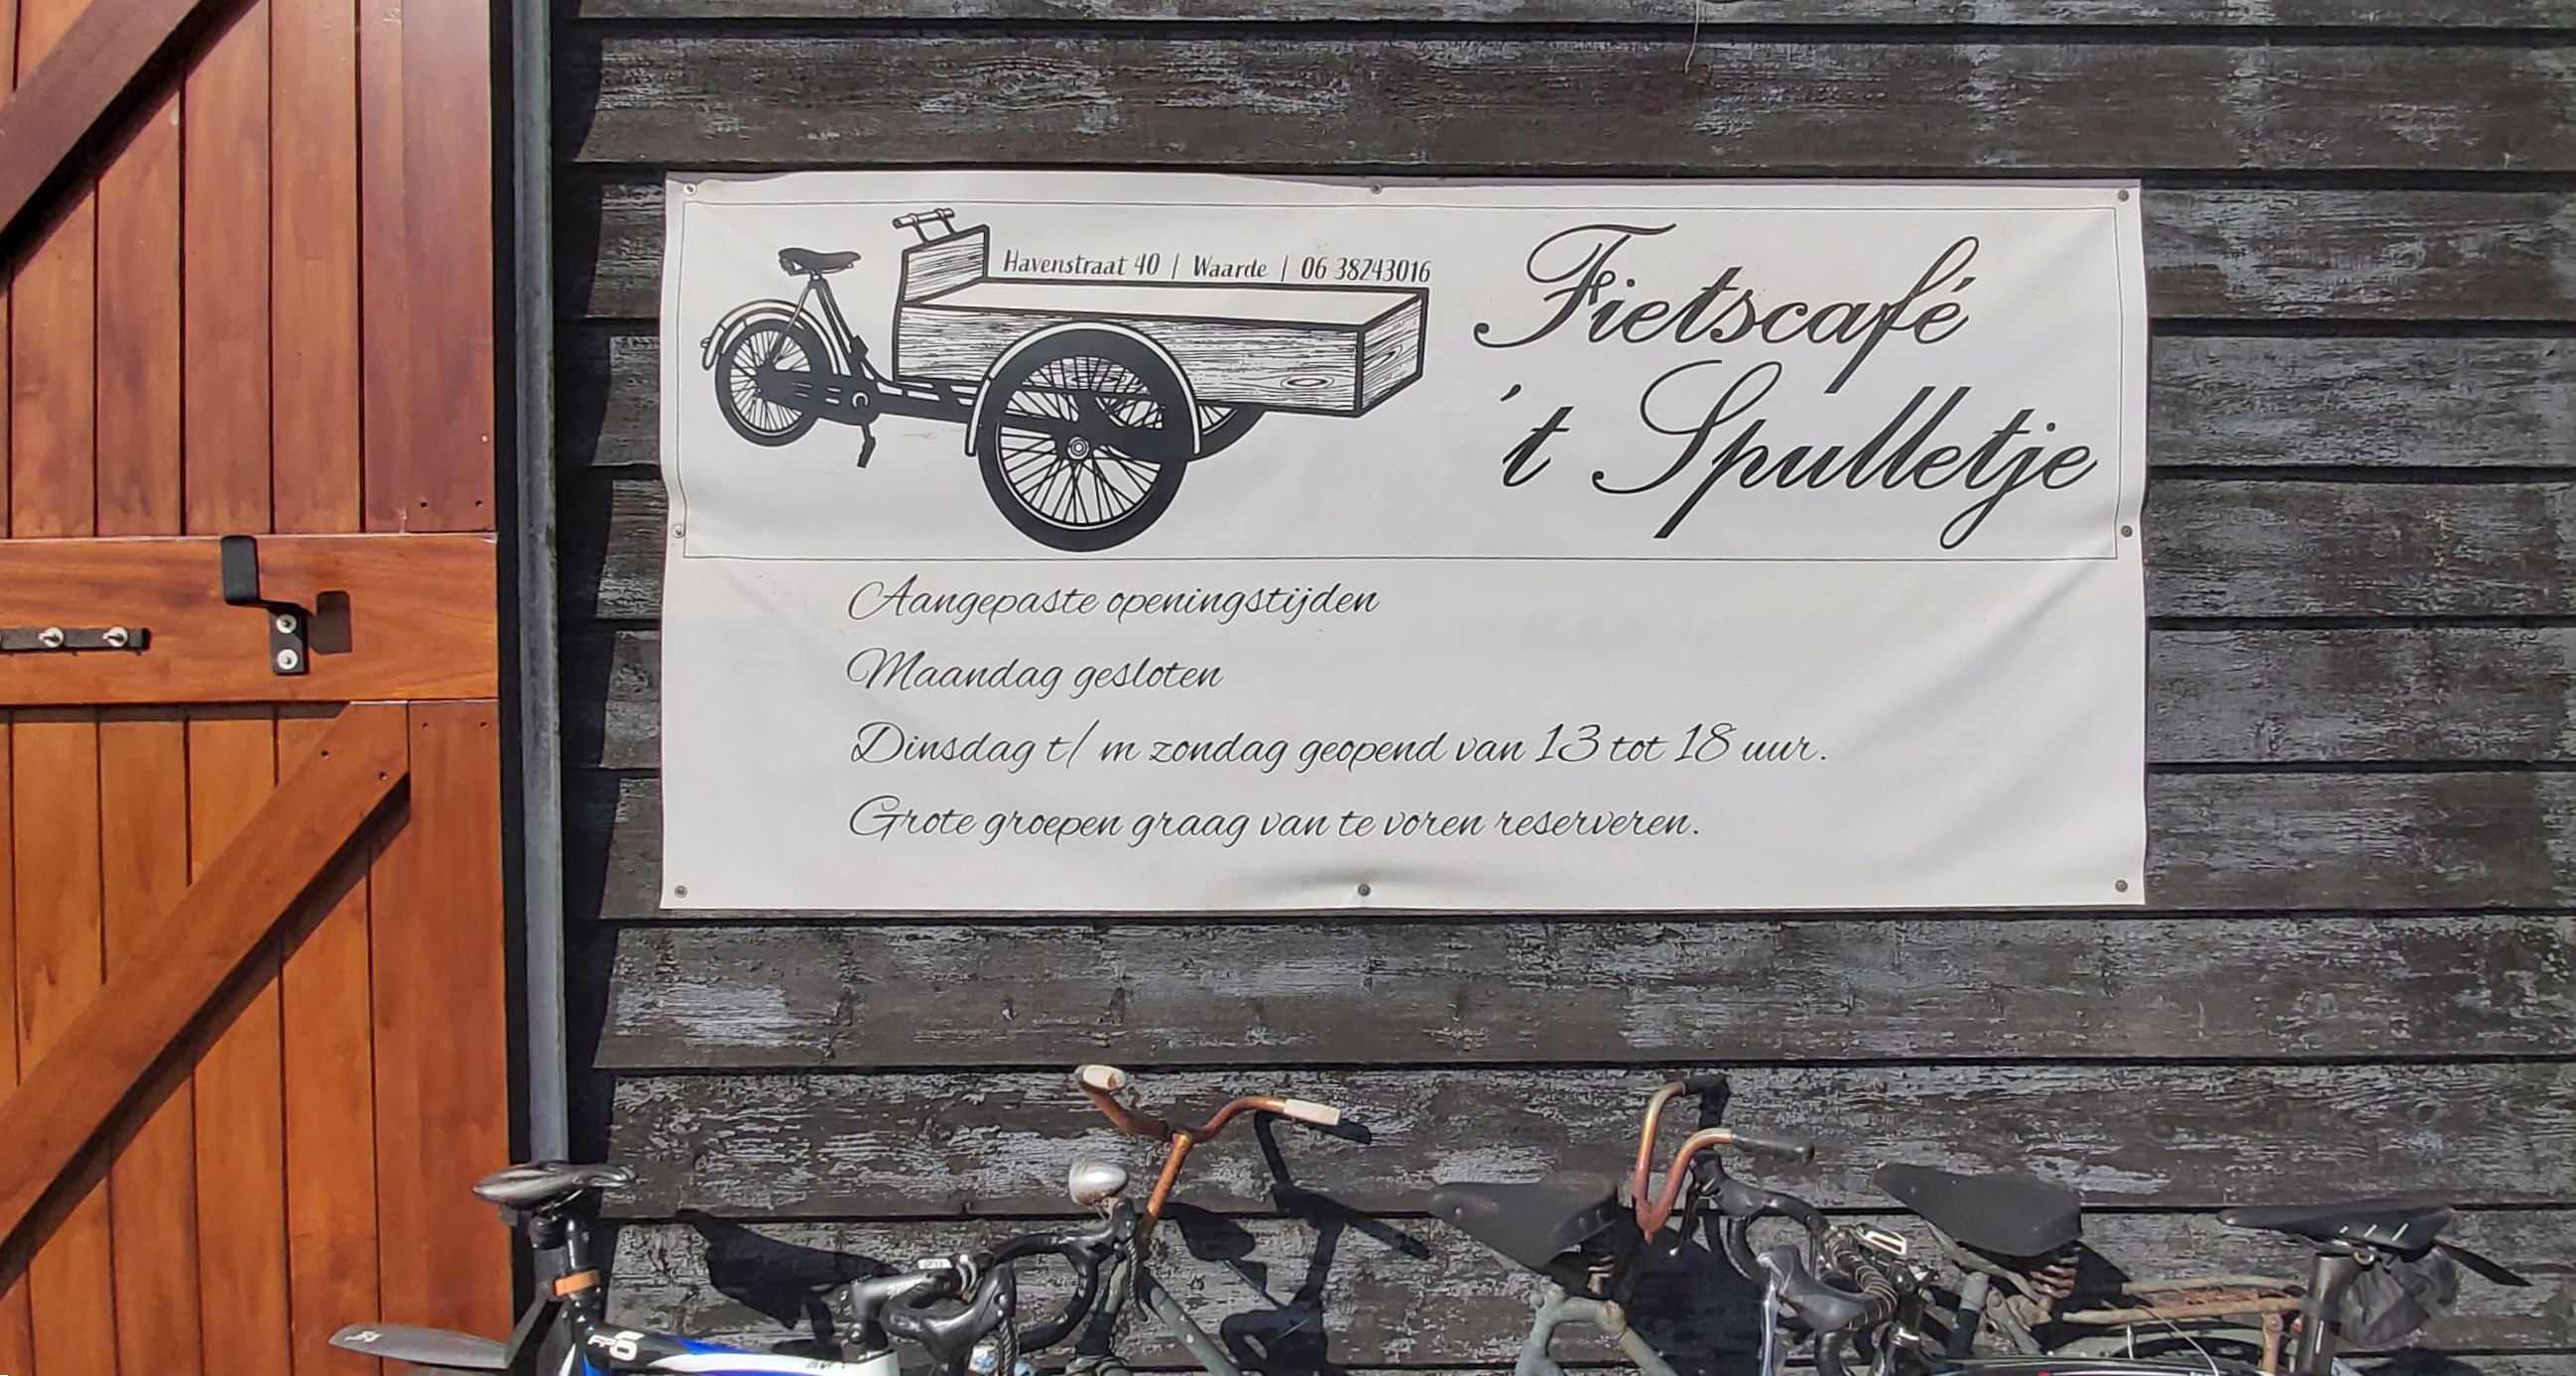 Havenstraat 40 | Waarde | 06 38243016
Fietscafé
't Spulletje
Aangepaste openingstijden
Maandag gesloten
Dinsdag t/ m zondag geopend van 13 tot 18 uur.
Grote groepen graag van te voren reserveren.